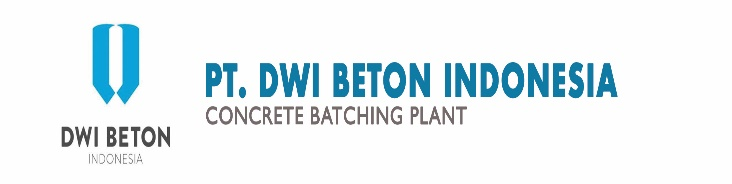 DWI BETON
INDONESIA
PT. DWI BETON INDONESIA
CONCRETE BATCHING PLANT